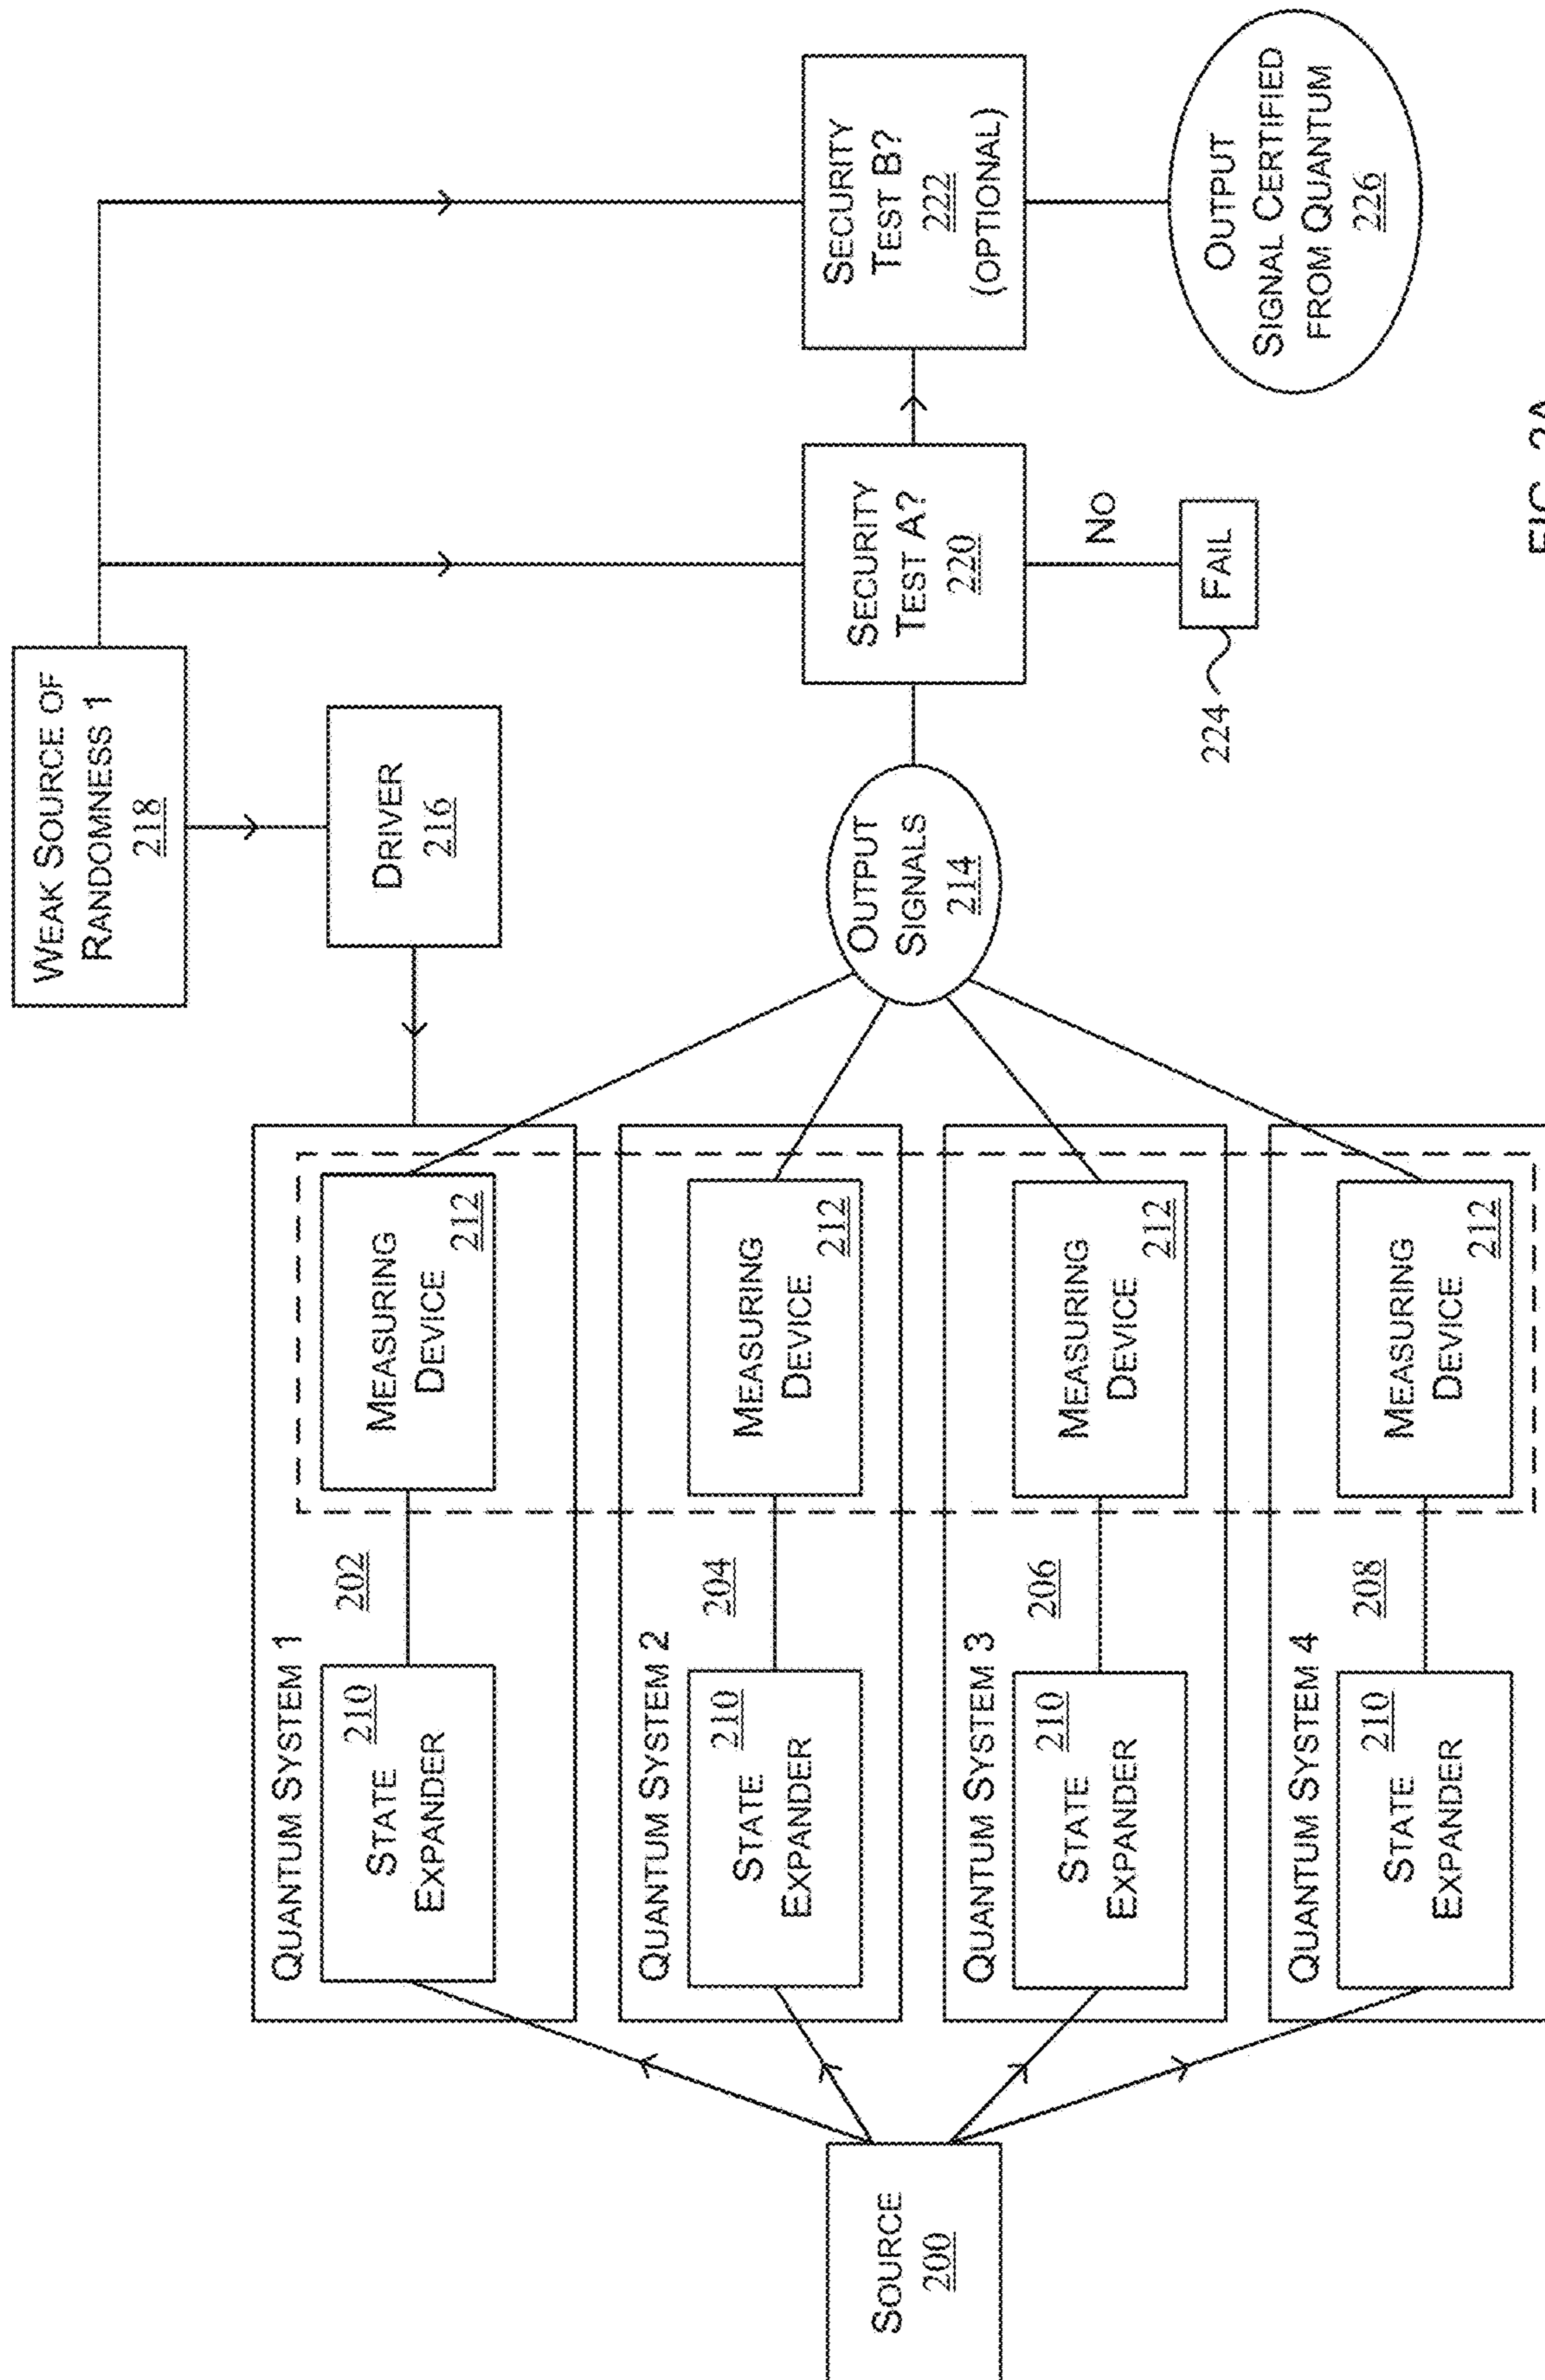 WEAK SOURCE OF
RANDOMNESS 1
218
DRIVER
216
QUANTUM SYSTEM 1
202
210
STATE
EXPANDER
MEASURING
DEVICE
212
QUANTUM SYSTEM 2
204
210
STATE
EXPANDER
MEASURING
DEVICE
212
QUANTUM SYSTEM 3
206
210
STATE
EXPANDER
MEASURING
DEVICE
212
QUANTUM SYSTEM 4
208
210
STATE
EXPANDER
MEASURING
DEVICE
212
SOURCE
200
OUTPUT
SIGNALS
214
SECURITY
TEST A?
220
NO
FAIL
224
SECURITY
TEST B?
222
(OPTIONAL)
OUTPUT
SIGNAL CERTIFIED
FROM QUANTUM
226